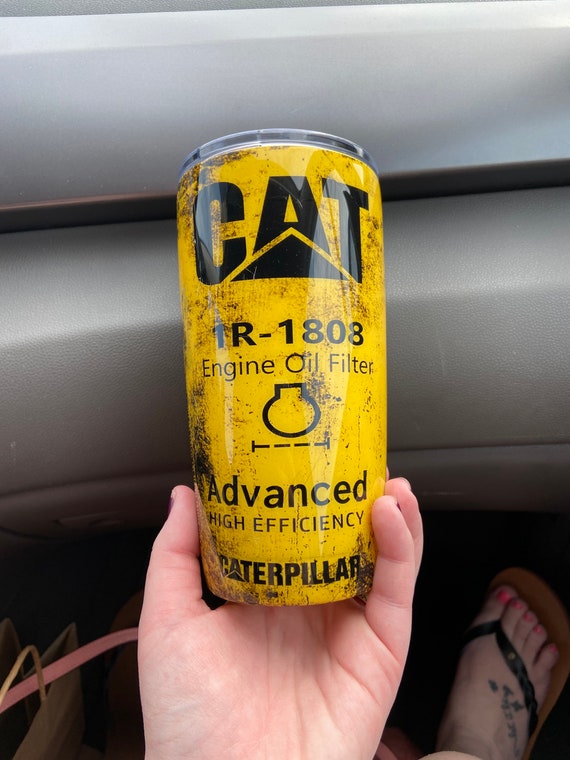 CAT
1R-1808
Engine Oil Filter
Advanced
HIGH EFFICIENCY
CATERPILLAR